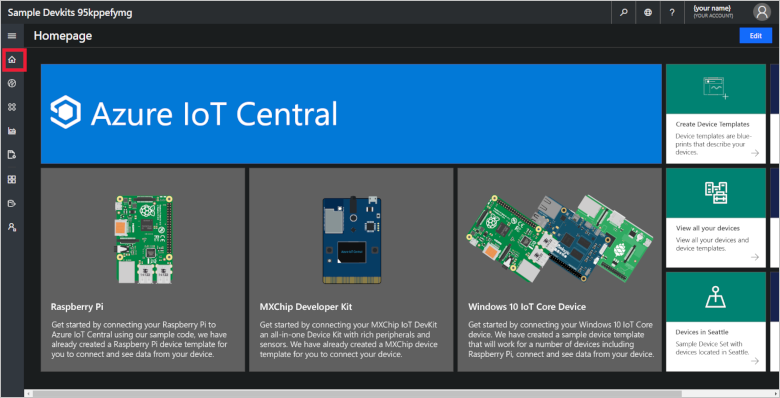 Sample Devkits 95kppefymg
?
{your name}
{YOUR ACCOUNT}
Homepage
Edit
Azure IoT Central
Create Device Templates
Device templates are blue-
prints that describe your
devices.
View all your devices
View all your devices and
device templates.
Devices in Seattle
Sample Device Set with
devices located in Seattle.
Raspberry Pi
Get started by connecting your Raspberry Pi to
Azure IoT Central using our sample code, we have
already created a Raspberry Pi device template for
you to connect and see data from your device.
MXChip Developer Kit
Get started by connecting your MXChip IoT DevKit
an all-in-one Device Kit with rich peripherals and
sensors. We have already created a MXChip device
template for you to connect your device.
Windows 10 IoT Core Device
Get started by connecting your Windows 10 IoT Core
device. We have created a sample device template
that will work for a number of devices including
Raspberry Pi, connect and see data from your device.